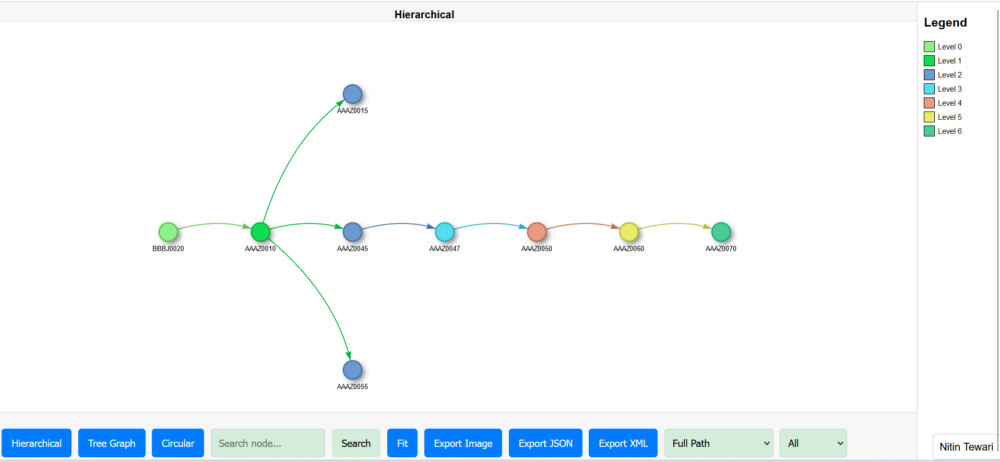 Hierarchical
Legend
Level 0
Level 1
Level 2
Level 3
Level 4
Level 5
Level 6
AAAZ0015
BBBJ0020
AAAZ0010
AAAZ0045
AAAZ0047
AAAZ0050
AAAZ0060
AAAZ0070
AAAZ0055
Hierarchical
Tree Graph
Circular
Search node...
Search
Fit
Export Image
Export JSON
Export XML
Full Path
All
Nitin Tewari